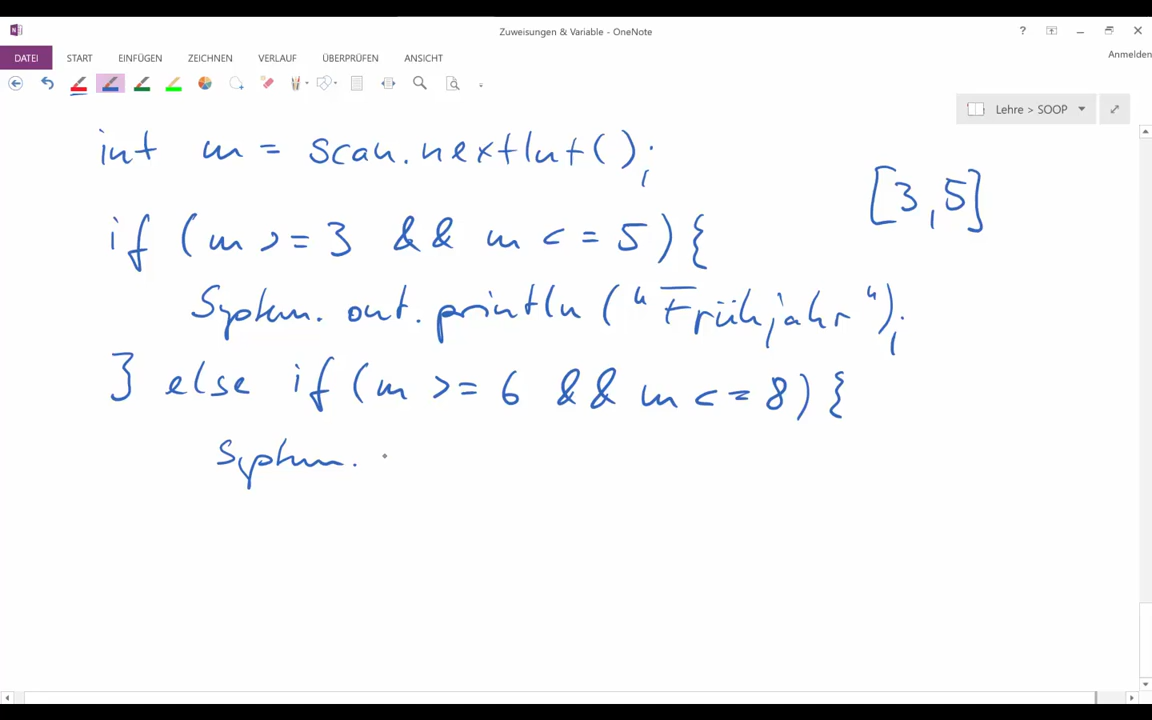 Zuweisungen & Variable - OneNote
DATEI START EINFÜGEN ZEICHNEN VERLAUF ÜBERPRÜFEN ANSICHT
Anmelden
Lehre > SOOP
int m = scan.nextInt();
[3,5]
if (m >= 3 && m <= 5){
System.out.println("Frühjahr");
} else if (m >= 6 && m <= 8){
System.